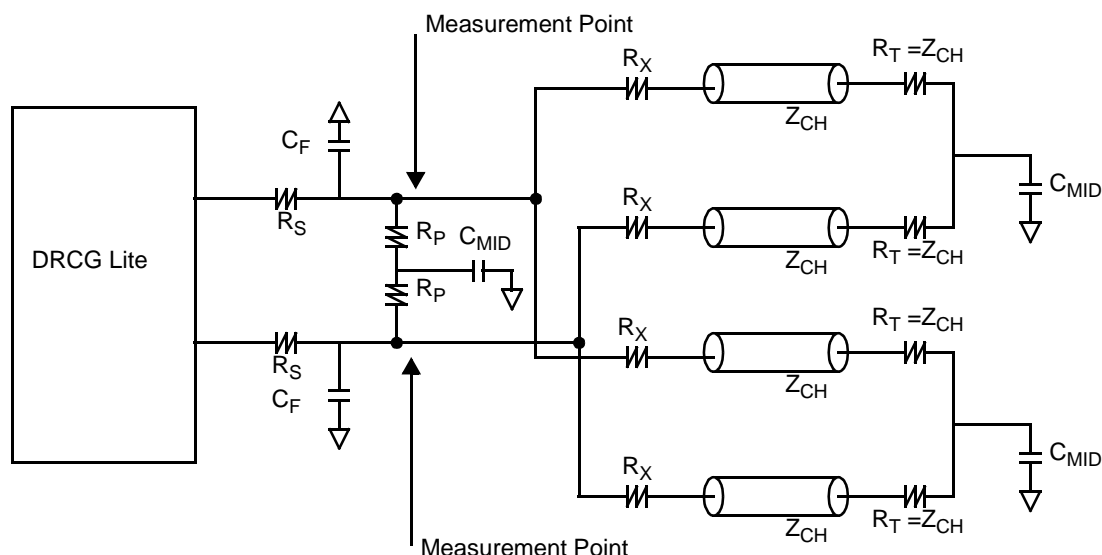 Measurement Point
R_X
R_T =Z_CH
Z_CH
C_F
R_S
R_P
C_MID
R_X
Z_CH
R_T =Z_CH
C_MID
DRCG Lite
R_P
R_X
R_T =Z_CH
Z_CH
R_S
C_F
R_X
C_MID
Z_CH
R_T =Z_CH
Measurement Point